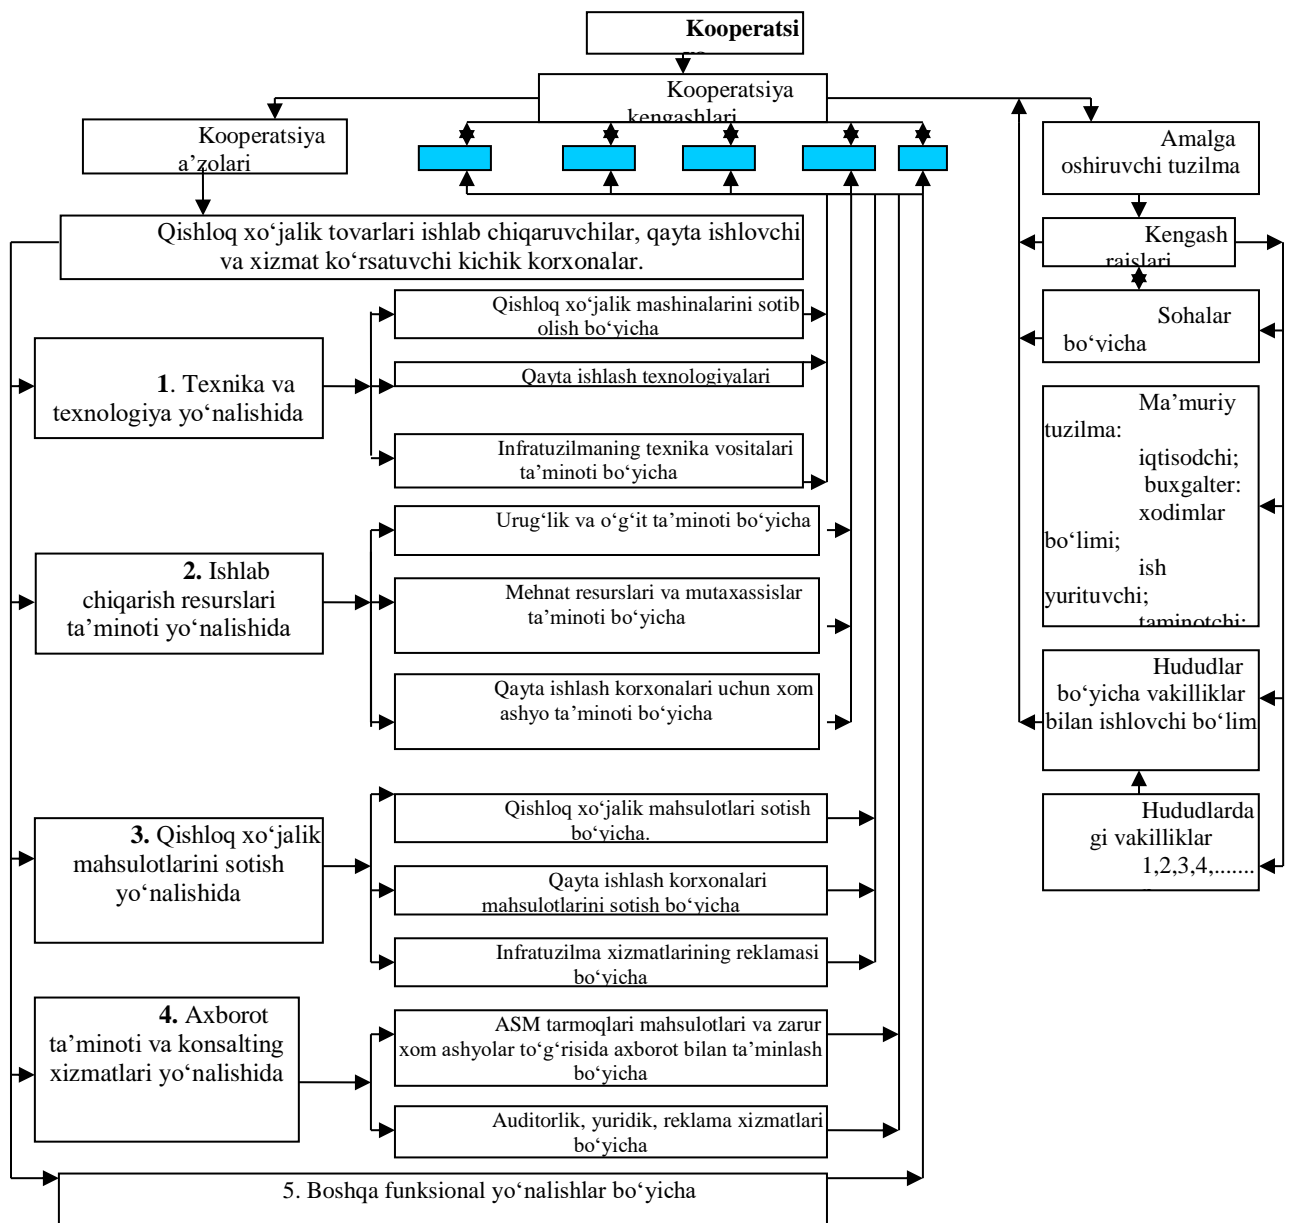 Kooperatsi
Kooperatsiya
kengashlari
Kooperatsiya
a’zolari
Amalga
oshiruvchi tuzilma
Qishloq xo‘jalik tovarlari ishlab chiqaruvchilar, qayta ishlovchi
va xizmat ko‘rsatuvchi kichik korxonalar.
Kengash
raislari
Sohalar
bo‘yicha
Ma’muriy
tuzilma:
iqtisodchi;
buxgalter:
xodimlar
bo‘limi;
ish
yurituvchi;
taminotchi;
Hududlar
bo‘yicha vakilliklar
bilan ishlovchi bo‘lim
Hududlarda
gi vakilliklar
1,2,3,4,.......
1. Texnika va
texnologiya yo‘nalishida
Qishloq xo‘jalik mashinalarini sotib
olish bo‘yicha
Qayta ishlash texnologiyalari
Infratuzilmaning texnika vositalari
ta’minoti bo‘yicha
2. Ishlab
chiqarish resurslari
ta’minoti yo‘nalishida
Urug‘lik va o‘g‘it ta’minoti bo‘yicha
Mehnat resurslari va mutaxassislar
ta’minoti bo‘yicha
Qayta ishlash korxonalari uchun xom
ashyo ta’minoti bo‘yicha
3. Qishloq xo‘jalik
mahsulotlarini sotish
yo‘nalishida
Qishloq xo‘jalik mahsulotlari sotish
bo‘yicha.
Qayta ishlash korxonalari
mahsulotlarini sotish bo‘yicha
Infratuzilma xizmatlarining reklamasi
bo‘yicha
4. Axborot
ta’minoti va konsalting
xizmatlari yo‘nalishida
ASM tarmoqlari mahsulotlari va zarur
xom ashyolar to‘g‘risida axborot bilan ta’minlash
bo‘yicha
Auditorlik, yuridik, reklama xizmatlari
bo‘yicha
5. Boshqa funksional yo‘nalishlar bo‘yicha